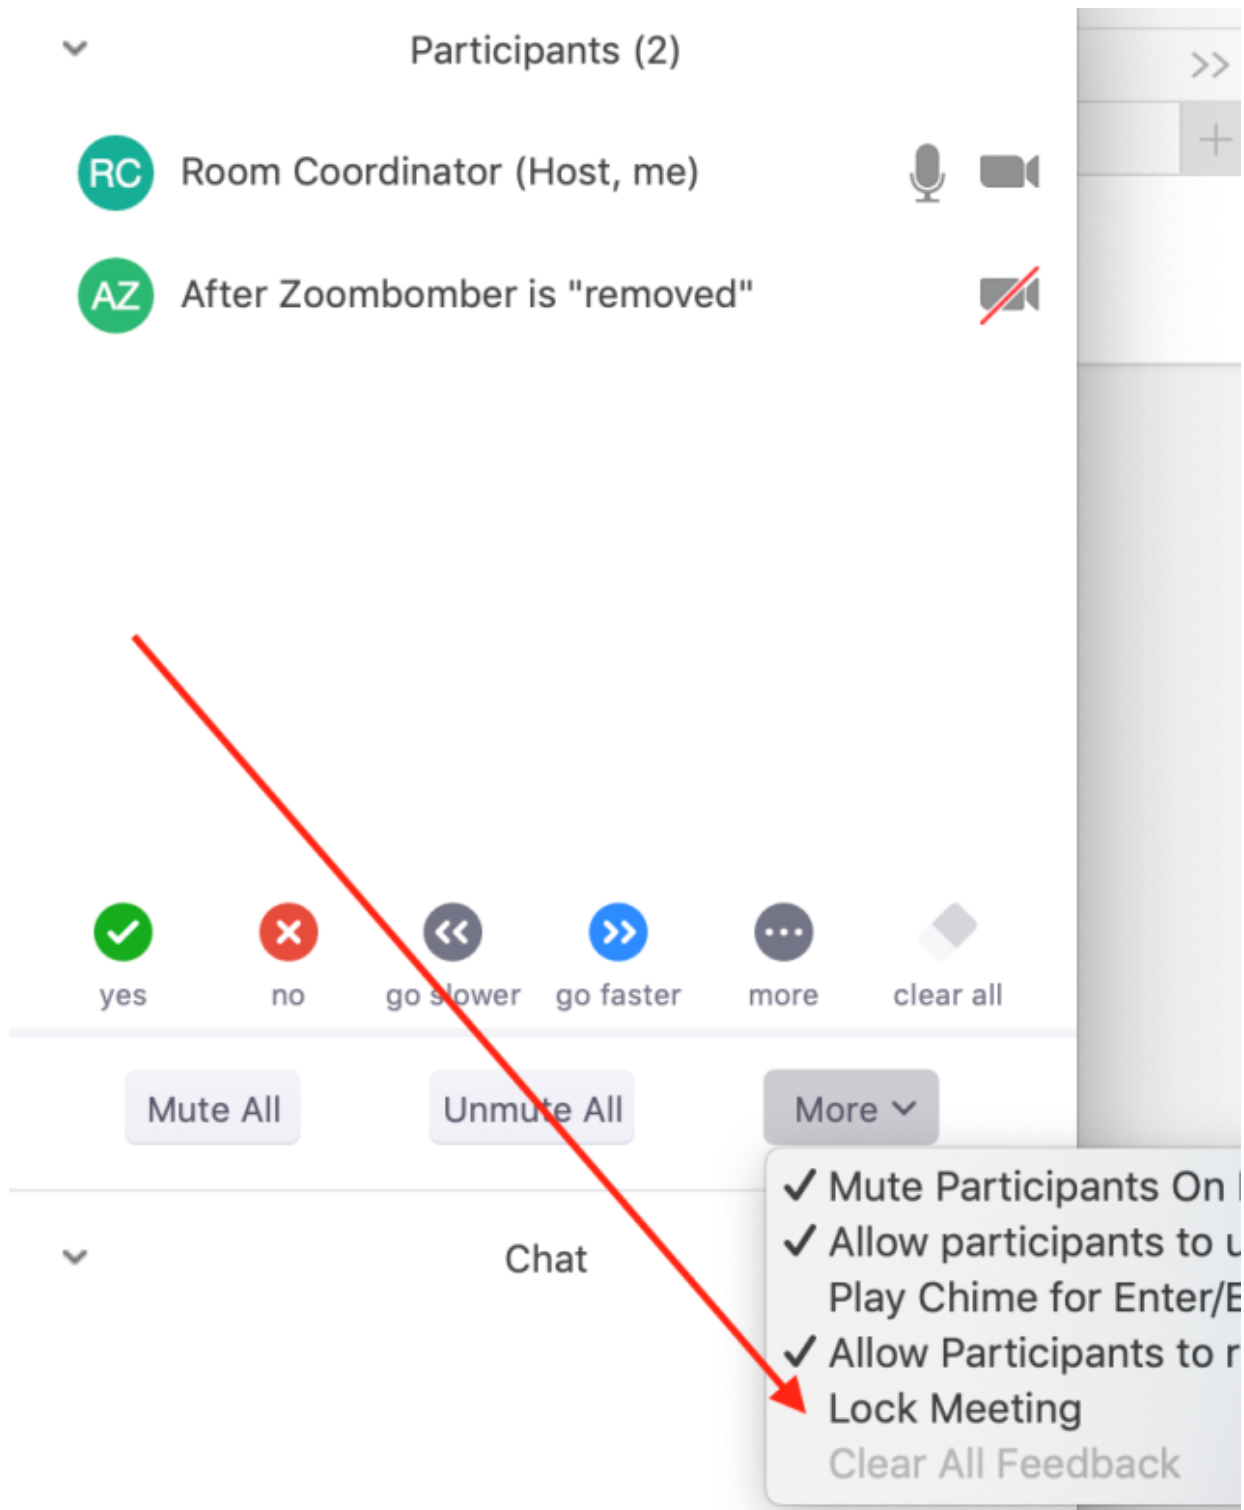 Participants (2)
RC Room Coordinator (Host, me)
AZ After Zoombomber is "removed"
yes no go slower go faster more clear all
Mute All Unmute All More
Mute Participants On
Allow participants to
Chat
Play Chime for Enter/
Allow Participants to
Lock Meeting
Clear All Feedback